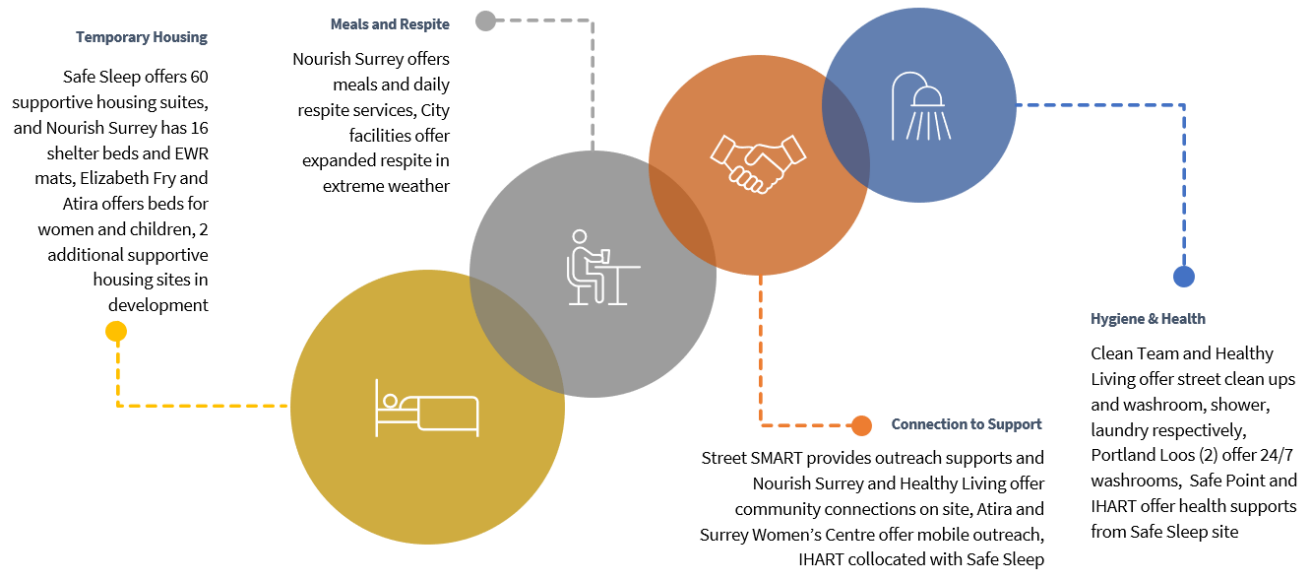 Temporary Housing
Safe Sleep offers 60
supportive housing suites,
and Nourish Surrey has 16
shelter beds and EWR
mats, Elizabeth Fry and
Atira offers beds for
women and children, 2
additional supportive
housing sites in
development
Meals and Respite
Nourish Surrey offers
meals and daily
respite services, City
facilities offer
expanded respite in
extreme weather
Connection to Support
Street SMART provides outreach supports and
Nourish Surrey and Healthy Living offer
community connections on site, Atira and
Surrey Women's Centre offer mobile outreach,
IHART collocated with Safe Sleep
Hygiene & Health
Clean Team and Healthy
Living offer street clean ups
and washroom, shower,
laundry respectively,
Portland Loos (2) offer 24/7
washrooms, Safe Point and
IHART offer health supports
from Safe Sleep site